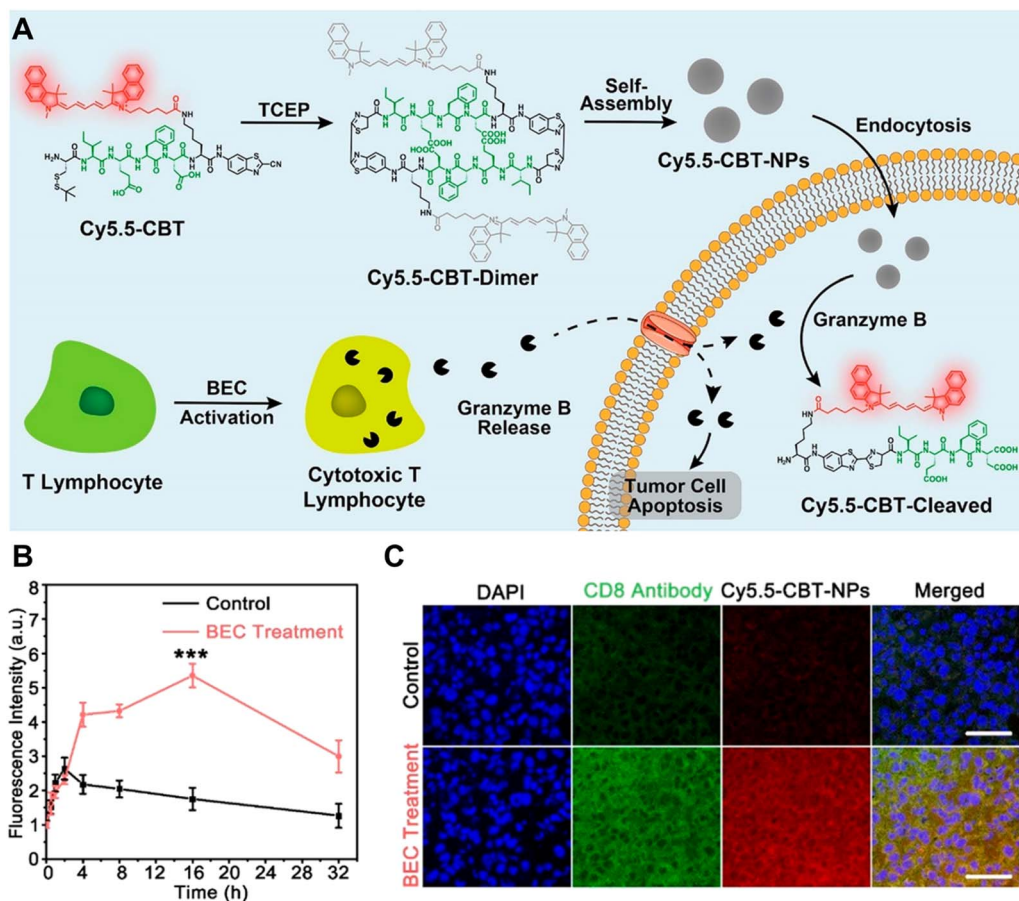 A
Cy5.5-CBT
TCEP
Cy5.5-CBT-Dimer
Self-
Assembly
Cy5.5-CBT-NPs
Endocytosis
Granzyme B
Cy5.5-CBT-Cleaved
T Lymphocyte
BEC
Activation
Cytotoxic T
Lymphocyte
Granzyme B
Release
Tumor Cell
Apoptosis
B
Fluorescence Intensity (a.u.)
8
7
6
5
4
3
2
1
0
Control
BEC Treatment
***
0 4 8 12 16 20 24 28 32
Time (h)
C
DAPI CD8 Antibody Cy5.5-CBT-NPs Merged
Control
BEC Treatment